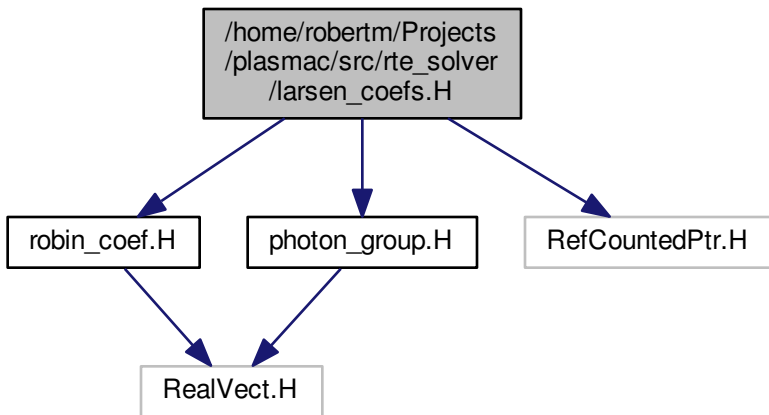 /home/robertm/Projects
/plasmac/src/rte_solver
/larsen_coefs.H
robin_coef.H
photon_group.H
RefCountedPtr.H
RealVect.H